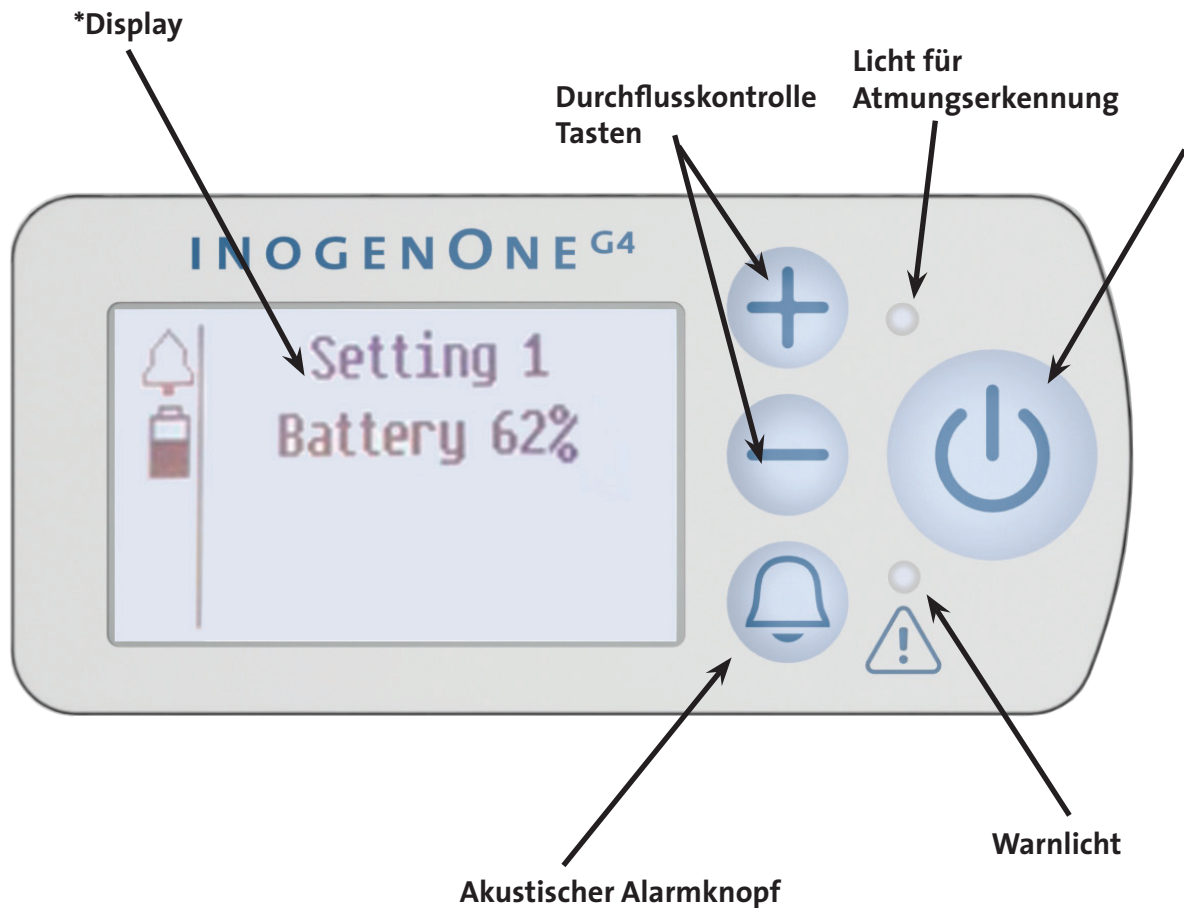 *Display
Durchflusskontrolle
Tasten
Licht für
Atmungserkennung
INOGENONE G4
Setting 1
Battery 62%
Warnlicht
Akustischer Alarmknopf